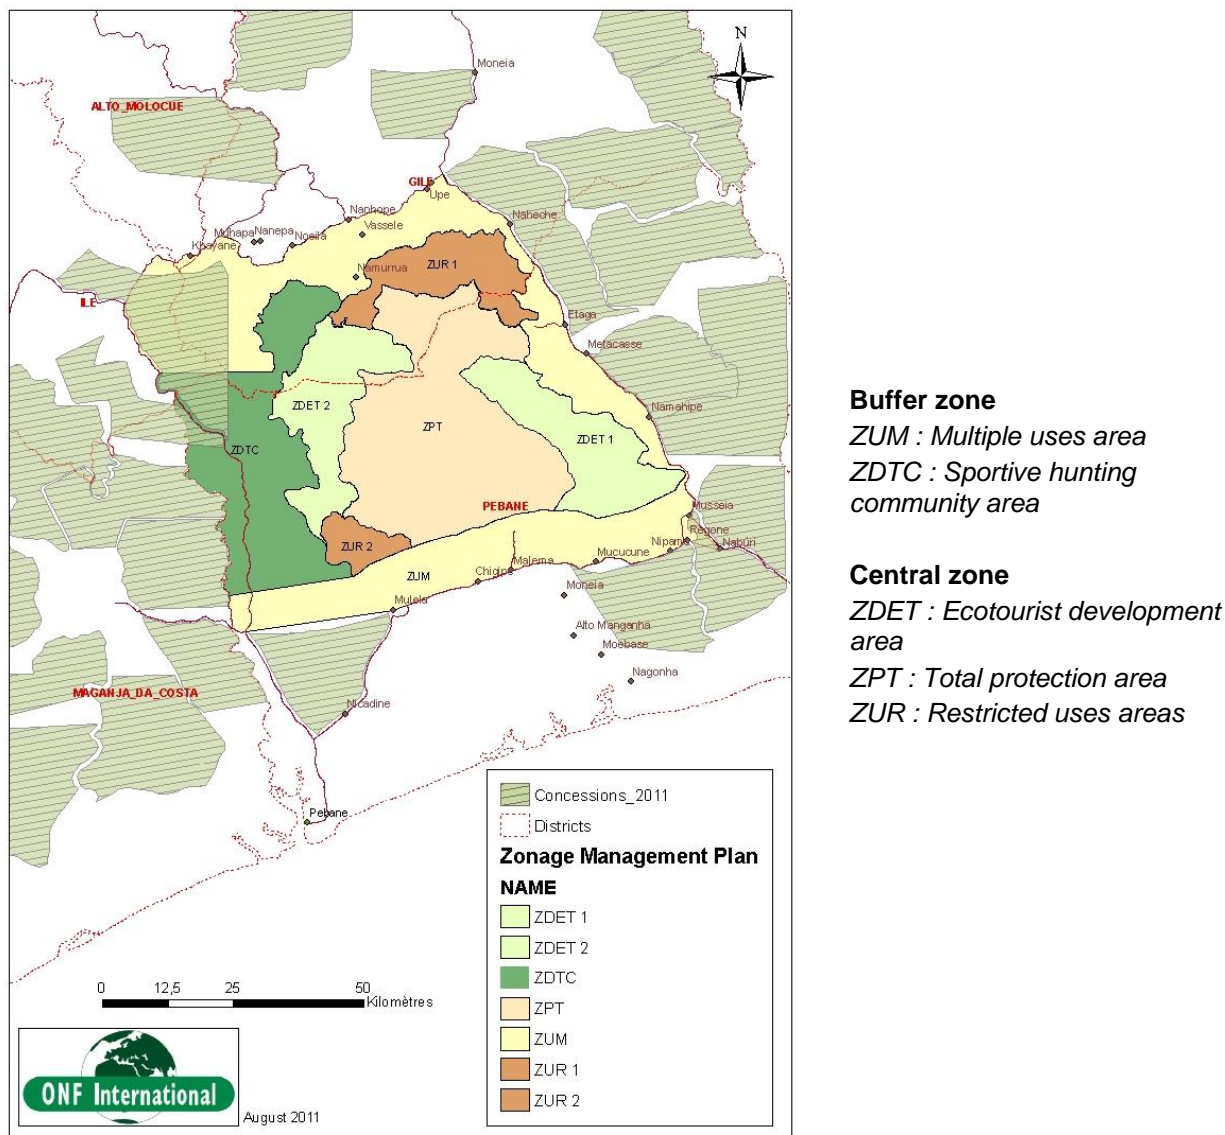 N
Moneia
ALTO_MOLOCUE
GILE
Upe
Nanhope
Naheche
Muhapa
Nanepa
Noeila
Vassele
Khayane
Namurrua
ZUR 1
ILE
Etaga
Metacasse
Namahipe
ZDET 2
ZPT
ZDET 1
ZDTC
PEBANE
Musseia
Regone
Nipama
Naburi
ZUR 2
Mucucune
Malema
ZUM
Chigipe
Moneia
Mulela
Alto Manganha
Moebase
Nagonha
MAGANJA_DA_COSTA
Nicadine
Pebane
Concessions_2011
Districts
Zonage Management Plan
NAME
ZDET 1
ZDET 2
ZDTC
ZPT
ZUM
ZUR 1
ZUR 2
0 12,5 25 50
Kilomètres
ONF International
August 2011
Buffer zone
ZUM : Multiple uses area
ZDTC : Sportive hunting
community area
Central zone
ZDET : Ecotourist development
area
ZPT : Total protection area
ZUR : Restricted uses areas